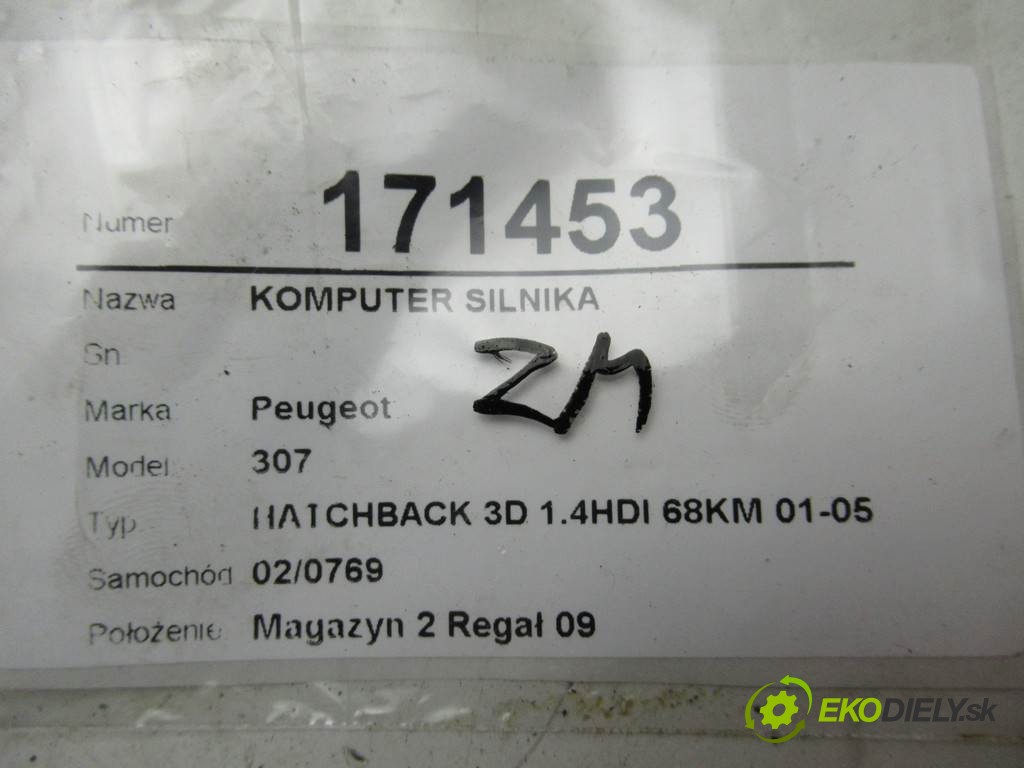 Numer 171453
Nazwa KOMPUTER SILNIKA
Sn
Marka Peugeot
Model 307
Typ HATCHBACK 3D 1.4HDI 68KM 01-05
Samochód 02/0769
Położenie Magazyn 2 Regał 09
EKODIELY.sk